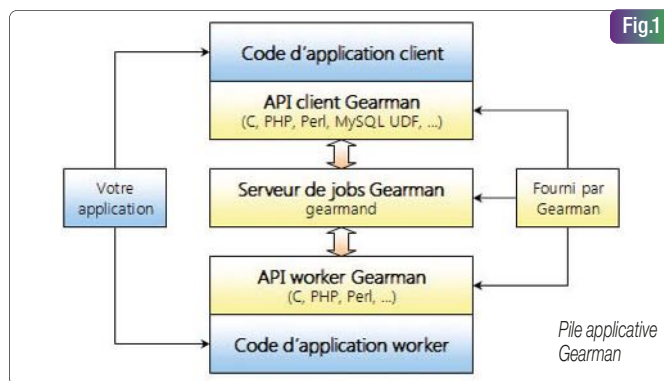 Fig.1
Code d'application client
API client Gearman
(C, PHP, Perl, MySQL UDF, ...)
Votre
application
Serveur de jobs Gearman
gearmand
Fourni par
Gearman
API worker Gearman
(C, PHP, Perl, ...)
Code d'application worker
Pile applicative
Gearman